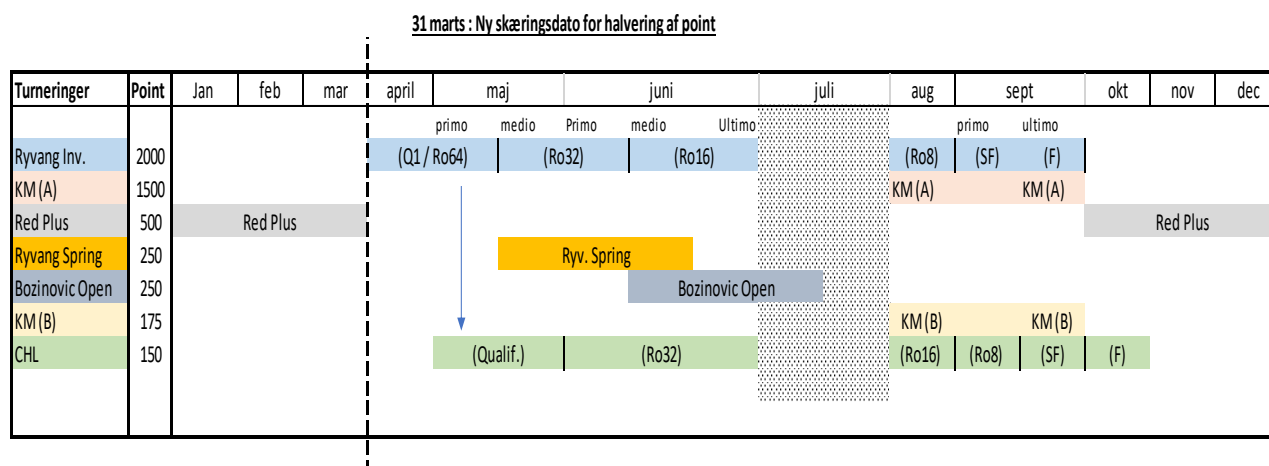 31 marts : Ny skæringsdato for halvering af point
Turneringer Point Jan feb mar april maj juni juli aug sept okt nov dec
primo medio Primo medio Ultimo primo ultimo
Ryvang Inv. 2000 (Q1 / Ro64) (Ro32) (Ro16) (Ro8) (SF) (F)
KM (A) 1500 KM (A) KM (A)
Red Plus 500 Red Plus Red Plus
Ryvang Spring 250 Ryv. Spring
Bozinovic Open 250 Bozinovic Open
KM (B) 175 KM (B) KM (B)
CHL 150 (Qualif.) (Ro32) (Ro16) (Ro8) (SF) (F)